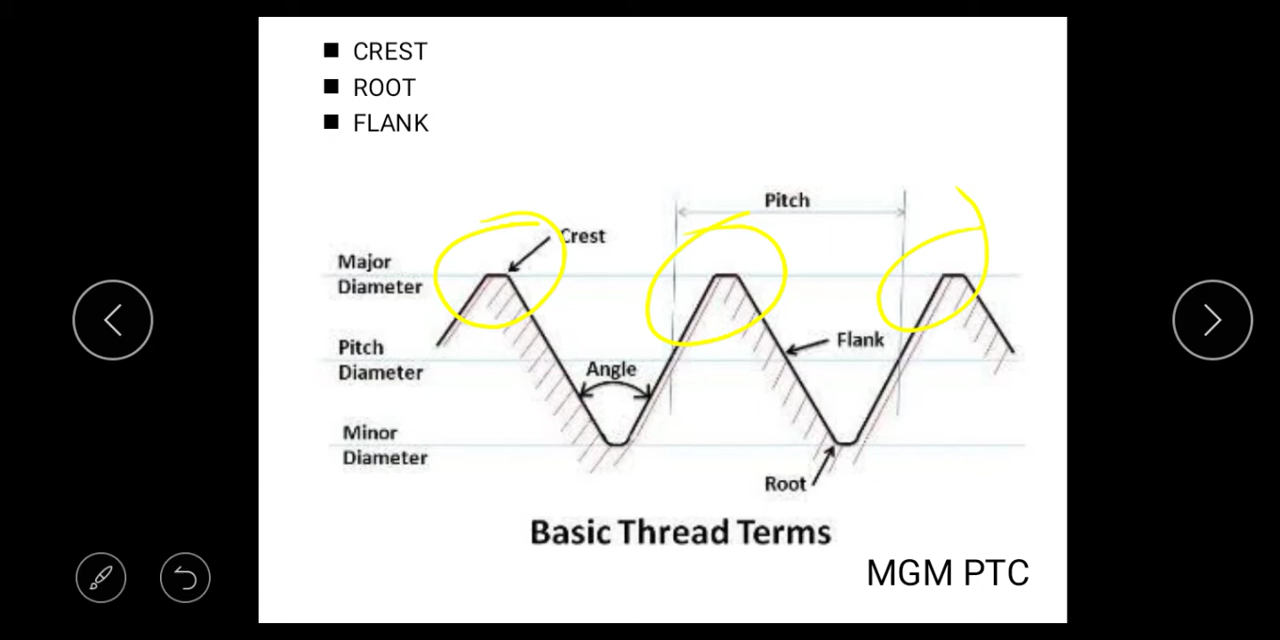 ■ CREST
■ ROOT
■ FLANK
Pitch
Crest
Major
Diameter
Pitch
Diameter
Flank
Angle
Minor
Diameter
Root
Basic Thread Terms
MGM PTC